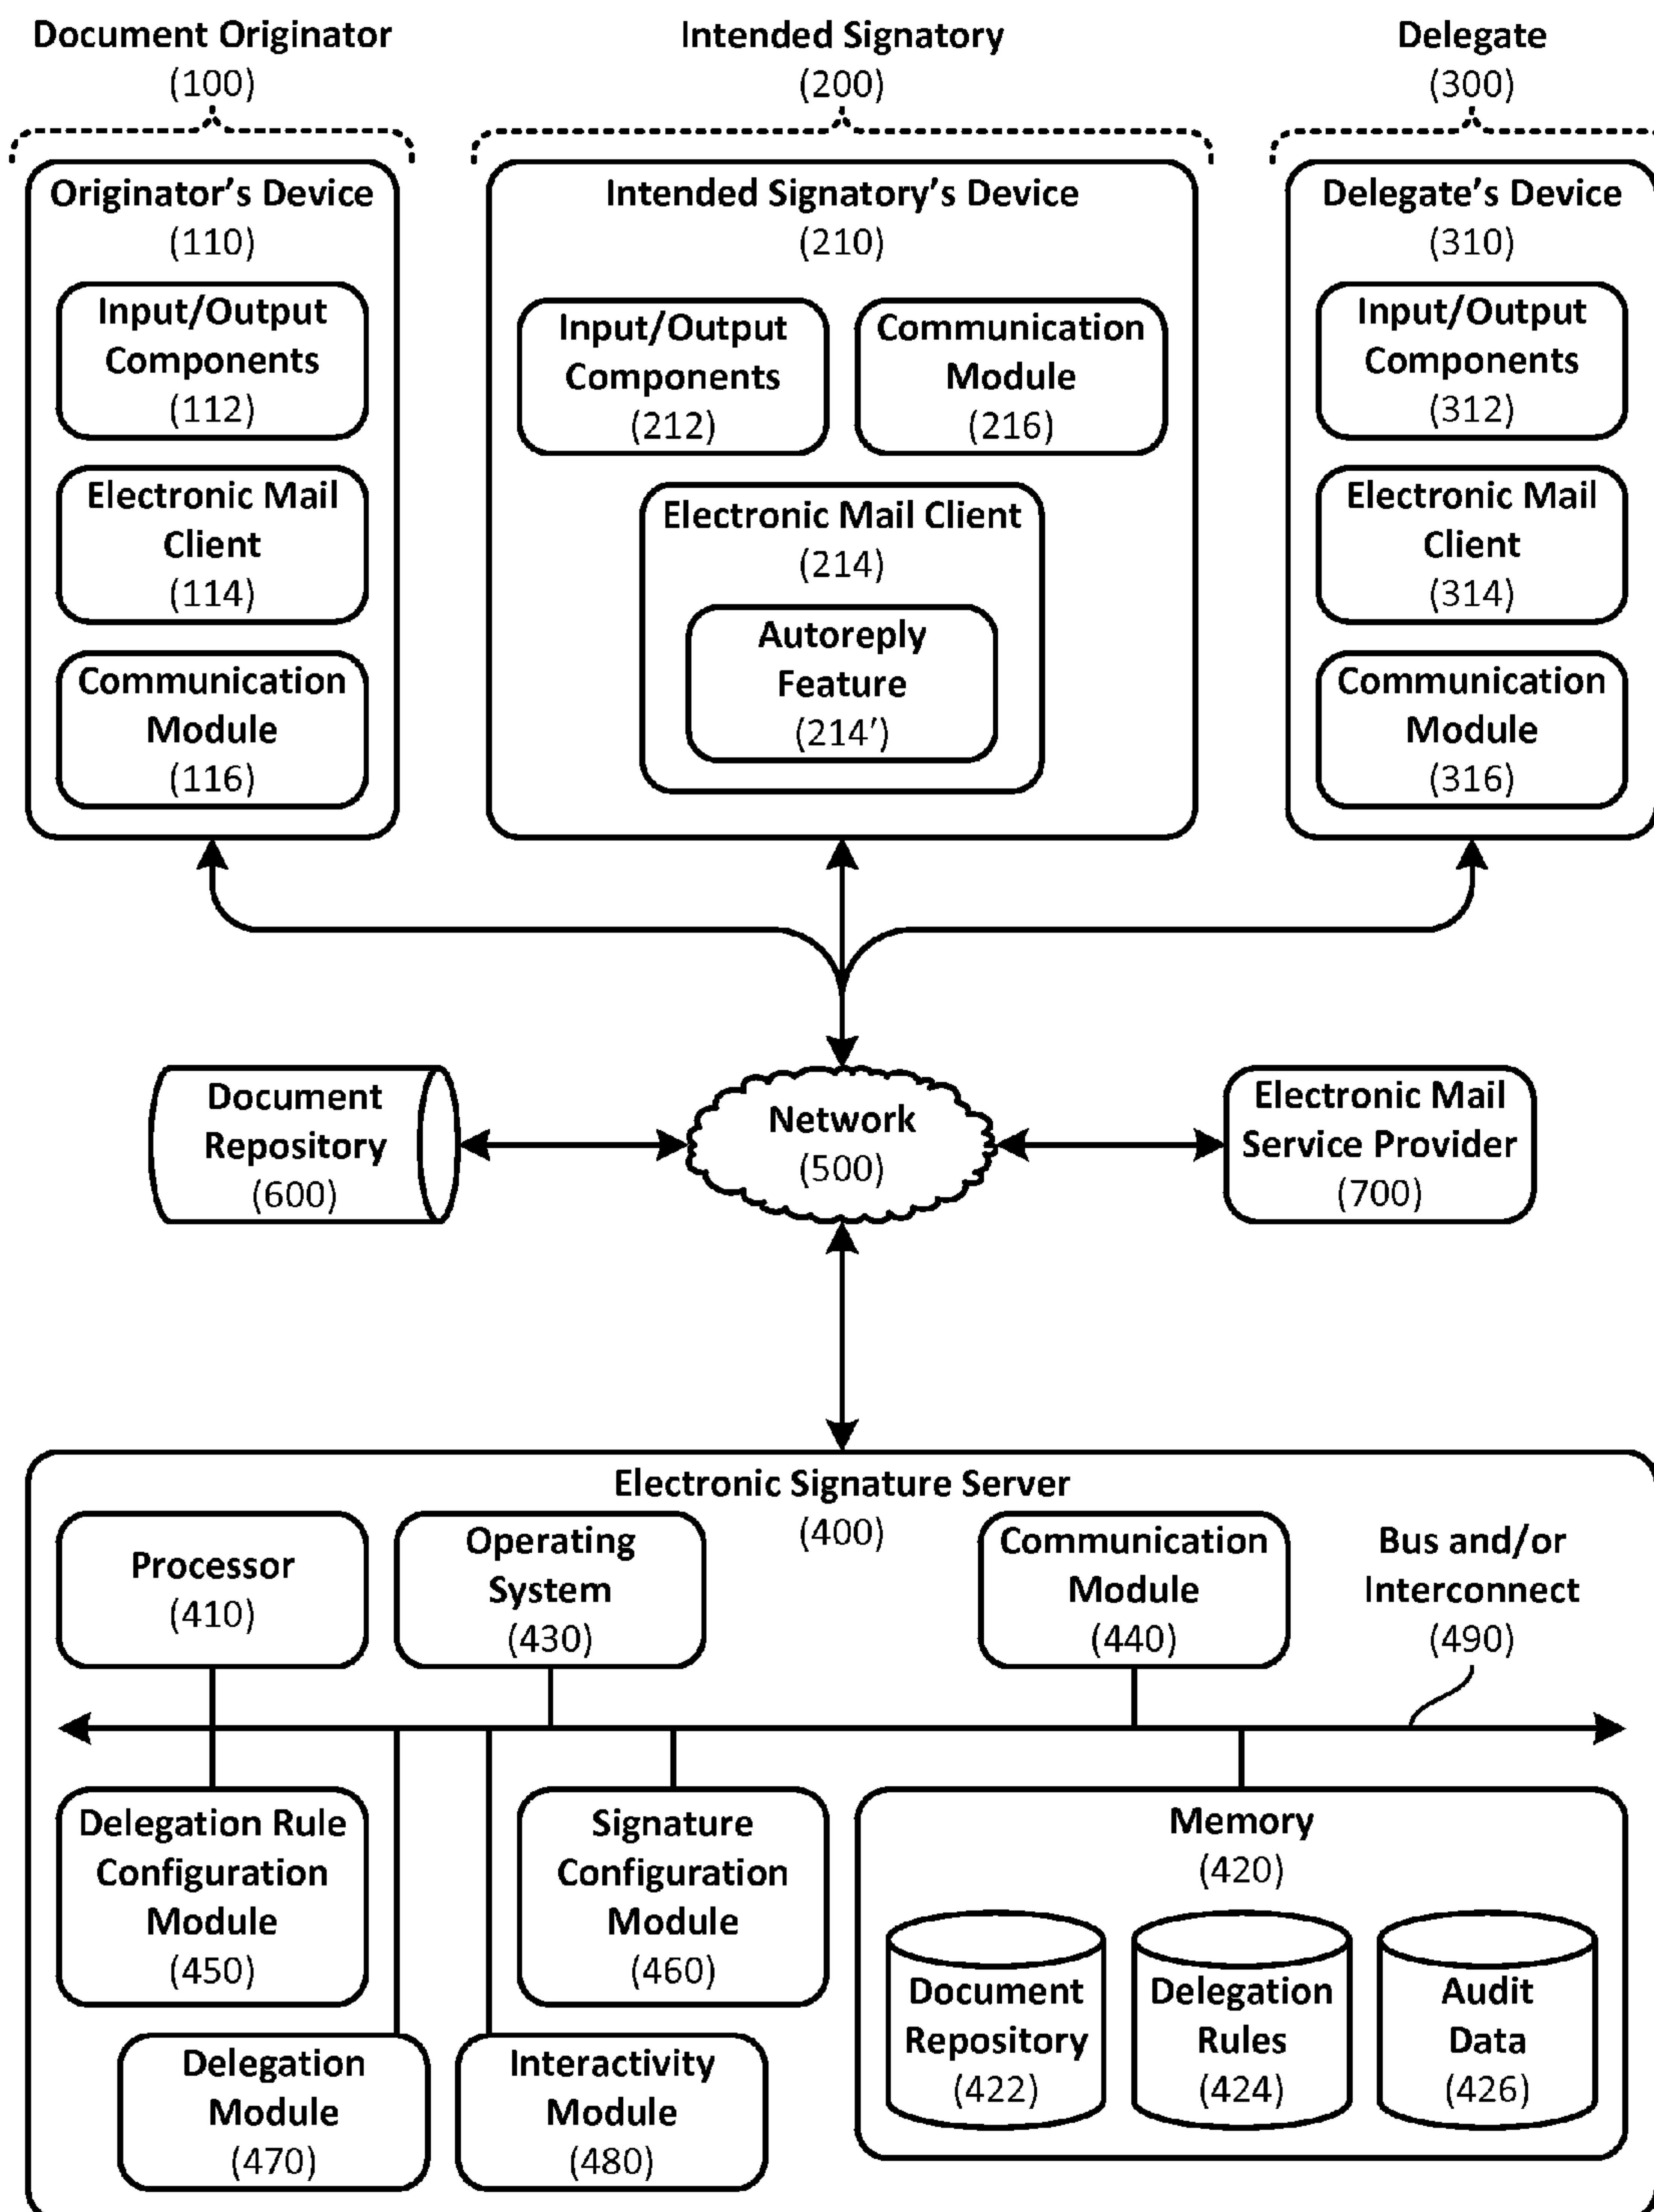 Document Originator
(100)
Intended Signatory
(200)
Delegate
(300)
Originator's Device
(110)
Input/Output
Components
(112)
Electronic Mail
Client
(114)
Communication
Module
(116)
Intended Signatory's Device
(210)
Input/Output
Components
(212)
Communication
Module
(216)
Electronic Mail Client
(214)
Autoreply
Feature
(214′)
Delegate's Device
(310)
Input/Output
Components
(312)
Electronic Mail
Client
(314)
Communication
Module
(316)
Document
Repository
(600)
Network
(500)
Electronic Mail
Service Provider
(700)
Electronic Signature Server
(400)
Processor
(410)
Operating
System
(430)
Communication
Module
(440)
Bus and/or
Interconnect
(490)
Delegation Rule
Configuration
Module
(450)
Signature
Configuration
Module
(460)
Delegation
Module
(470)
Interactivity
Module
(480)
Memory
(420)
Document
Repository
(422)
Delegation
Rules
(424)
Audit
Data
(426)